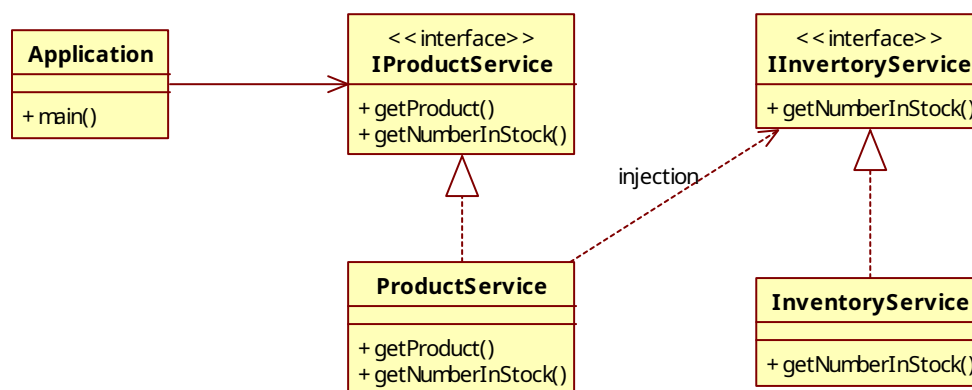 Application
+ main()
<<interface>>
IProductService
+ getProduct()
+ getNumberInStock()
<<interface>>
IInvertoryService
+ getNumberInStock()
injection
ProductService
+ getProduct()
+ getNumberInStock()
InventoryService
+ getNumberInStock()